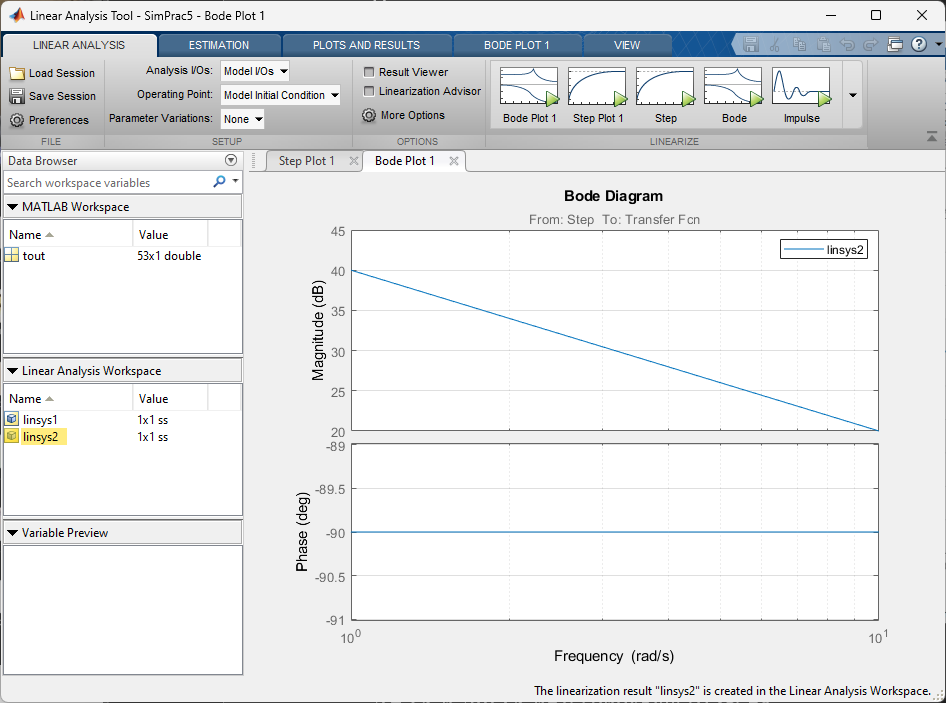 Linear Analysis Tool - SimPrac5 - Bode Plot 1
LINEAR ANALYSIS ESTIMATION PLOTS AND RESULTS BODE PLOT 1 VIEW
Load Session
Save Session
Preferences
FILE
Analysis I/Os: Model I/Os
Operating Point: Model Initial Condition
Parameter Variations: None
SETUP
Result Viewer
Linearization Advisor
More Options
OPTIONS
Bode Plot 1 Step Plot 1 Step Bode Impulse
LINEARIZE
Data Browser
Search workspace variables
MATLAB Workspace
Name Value
tout 53x1 double
Linear Analysis Workspace
Name Value
linsys1 1x1 ss
linsys2 1x1 ss
Variable Preview
Step Plot 1 Bode Plot 1
Bode Diagram
From: Step To: Transfer Fcn
linsys2
Magnitude (dB)
45
40
35
30
25
20
Phase (deg)
-89
-89.5
-90
-90.5
-91
10^0 10^1
Frequency (rad/s)
The linearization result "linsys2" is created in the Linear Analysis Workspace.